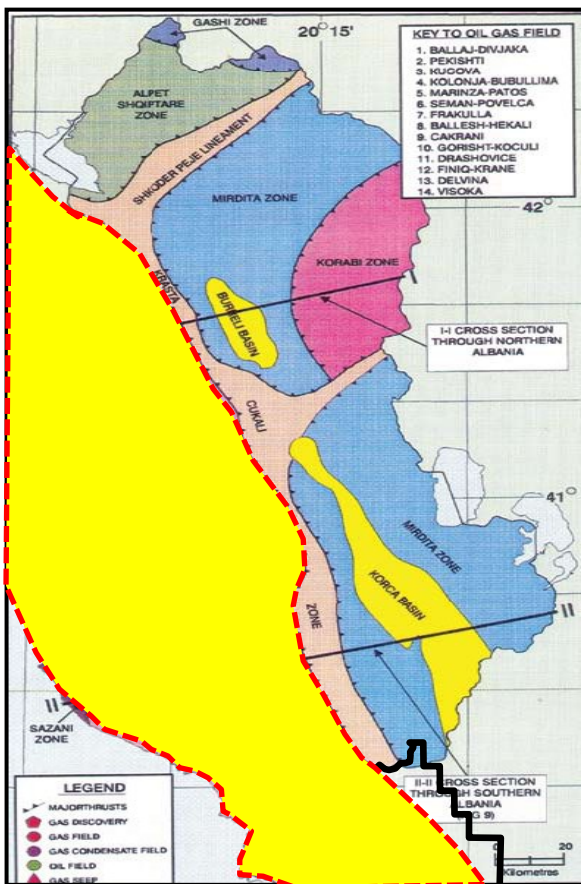 GASHI ZONE
20° 15'
KEY TO OIL GAS FIELD
1. BALLAJ-DIVJAKA
2. PEKISHTI
3. KUCOVA
4. KOLONJA-BUBULLIMA
5. MARINZA-PATOS
6. SEMAN-POVELCA
7. FRAKULLA
8. BALLESH-HEKALI
9. CAKRANI
10. GORISHT-KOCULI
11. DRASHOVICE
12. FINIQ-KRANE
13. DELVINA
14. VISOKA
ALPET
SHQIPTARE
ZONE
SHKODER PEJE LINEAMENT
MIRDITA ZONE
42°
KORABI ZONE
KRASTA
I
BURRELI BASIN
I-I CROSS SECTION
THROUGH NORTHERN
ALBANIA
CUKALI
41°
MIRDITA ZONE
KORCA BASIN
ZONE
II
II
SAZANI
ZONE
II-II CROSS SECTION
THROUGH SOUTHERN
ALBANIA
G 9)
LEGEND
MAJORTHRUSTS
GAS DISCOVERY
GAS FIELD
GAS CONDENSATE FIELD
OIL FIELD
GAS SEEP
0 20
Kilometres